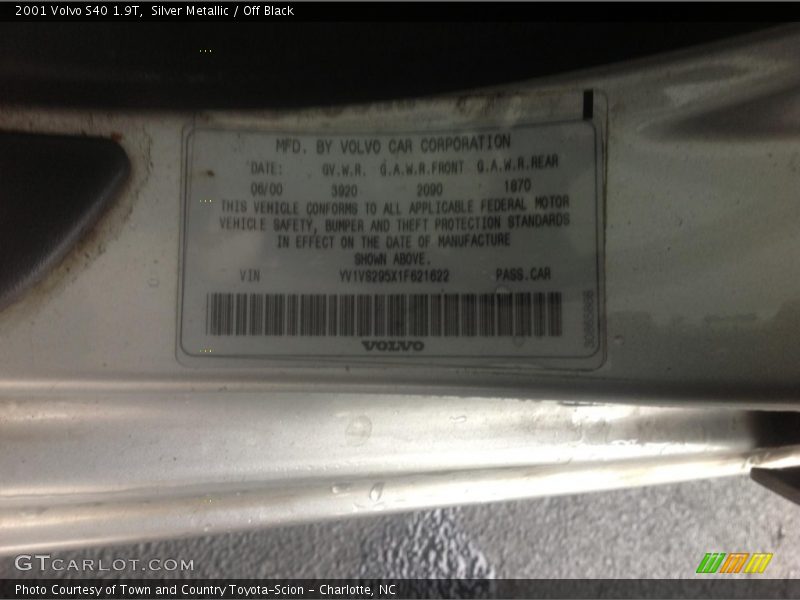 2001 Volvo S40 1.9T,  Silver Metallic / Off Black
MFD. BY VOLVO CAR CORPORATION
DATE: GV.W.R. G.A.W.R.FRONT G.A.W.R.REAR
06/00 3920 2090 1870
THIS VEHICLE CONFORMS TO ALL APPLICABLE FEDERAL MOTOR
VEHICLE SAFETY, BUMPER AND THEFT PROTECTION STANDARDS
IN EFFECT ON THE DATE OF MANUFACTURE
SHOWN ABOVE.
VIN YV1VS295X1F621622 PASS.CAR
VOLVO
GTCARLOT.COM
Photo Courtesy of Town and Country Toyota-Scion - Charlotte, NC